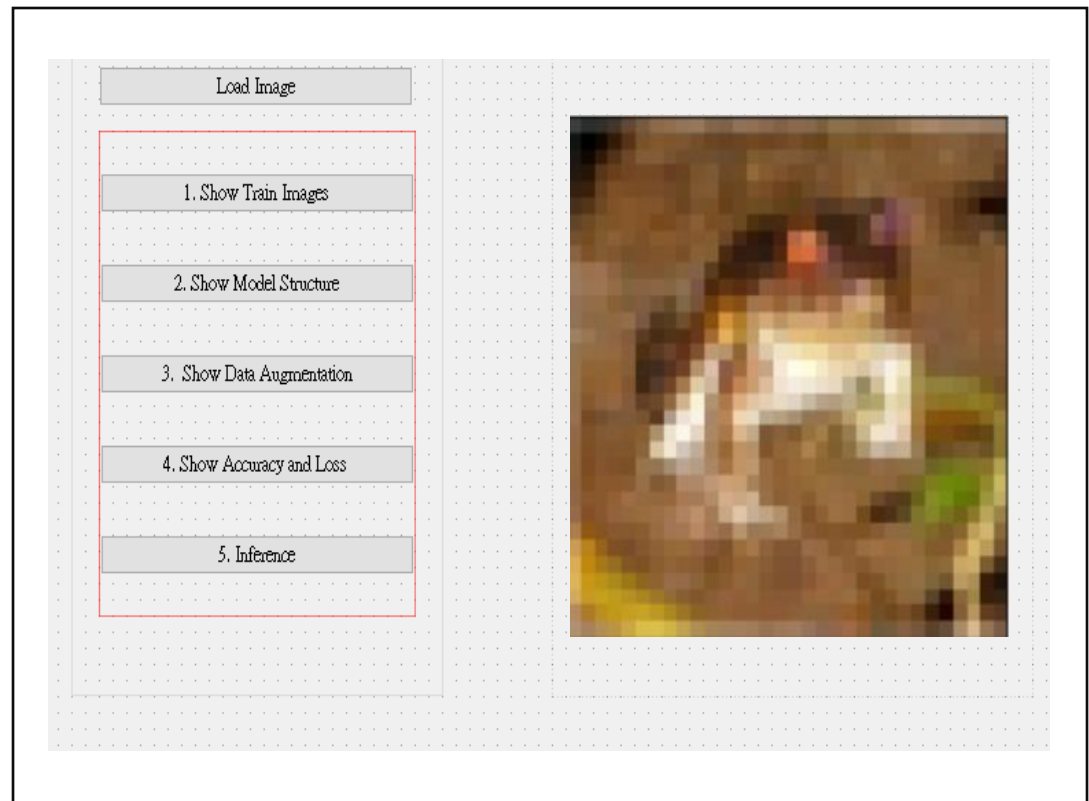 Load Image
1. Show Train Images
2. Show Model Structure
3. Show Data Augmentation
4. Show Accuracy and Loss
5. Inference